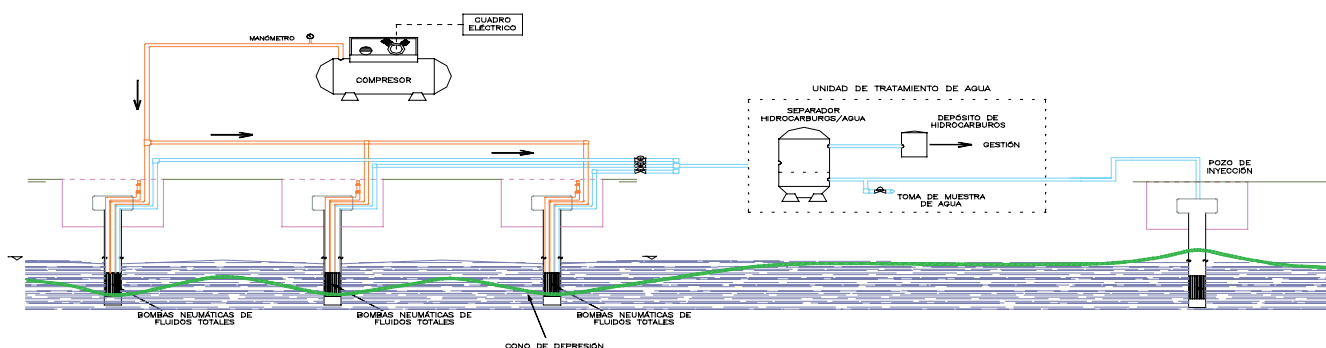 CUADRO
ELÉCTRICO
MANÓMETRO
COMPRESOR
UNIDAD DE TRATAMIENTO DE AGUA
SEPARADOR
HIDROCARBUROS/AGUA
DEPÓSITO DE
HIDROCARBUROS
GESTIÓN
TOMA DE MUESTRA
DE AGUA
POZO DE
INYECCIÓN
BOMBAS NEUMÁTICAS DE
FLUIDOS TOTALES
BOMBAS NEUMÁTICAS DE
FLUIDOS TOTALES
BOMBAS NEUMÁTICAS DE
FLUIDOS TOTALES
CONO DE DEPRESIÓN